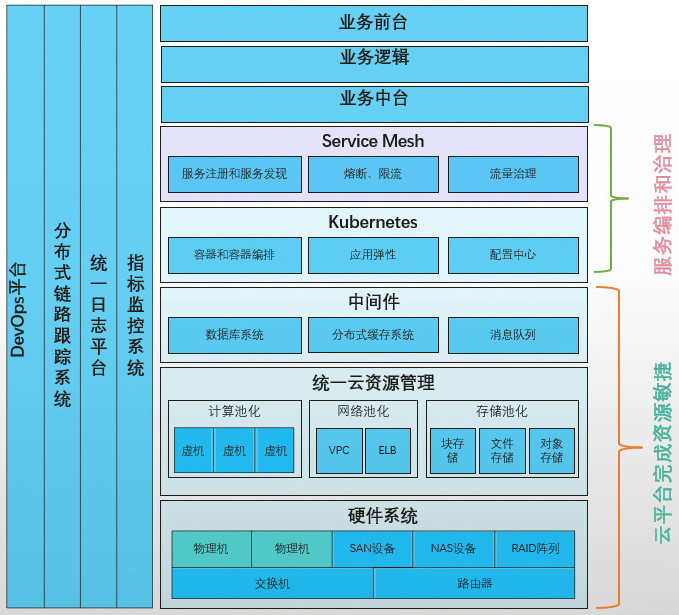 DevOps平台
分布式链路跟踪系统
统一日志平台
指标监控系统
业务前台
业务逻辑
业务中台
Service Mesh
服务注册和服务发现
熔断、限流
流量治理
Kubernetes
容器和容器编排
应用弹性
配置中心
中间件
数据库系统
分布式缓存系统
消息队列
统一云资源管理
计算池化
虚机
虚机
虚机
网络池化
VPC
ELB
存储池化
块存
储
文件
存储
对象
存储
硬件系统
物理机
物理机
SAN设备
NAS设备
RAID阵列
交换机
路由器
服务编排和治理
云平台完成资源敏捷